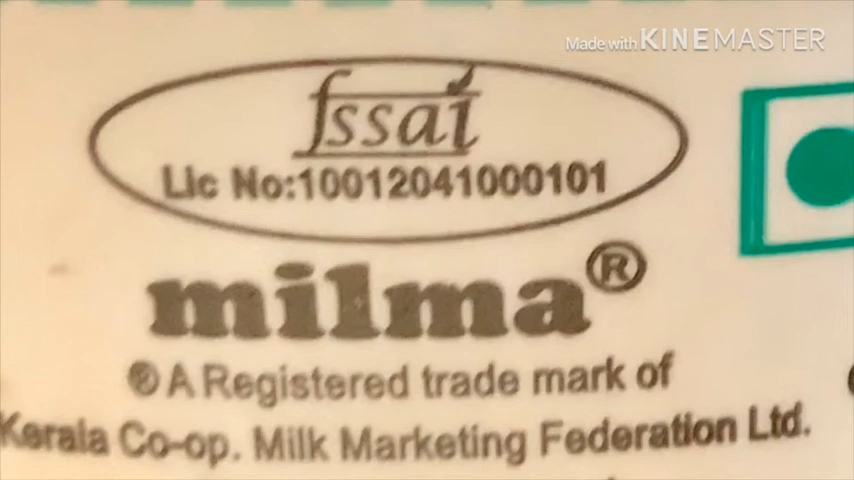 Made with KINEMASTER
fssai
Lic No:10012041000101
milma®
® A Registered trade mark of
Kerala Co-op. Milk Marketing Federation Ltd.